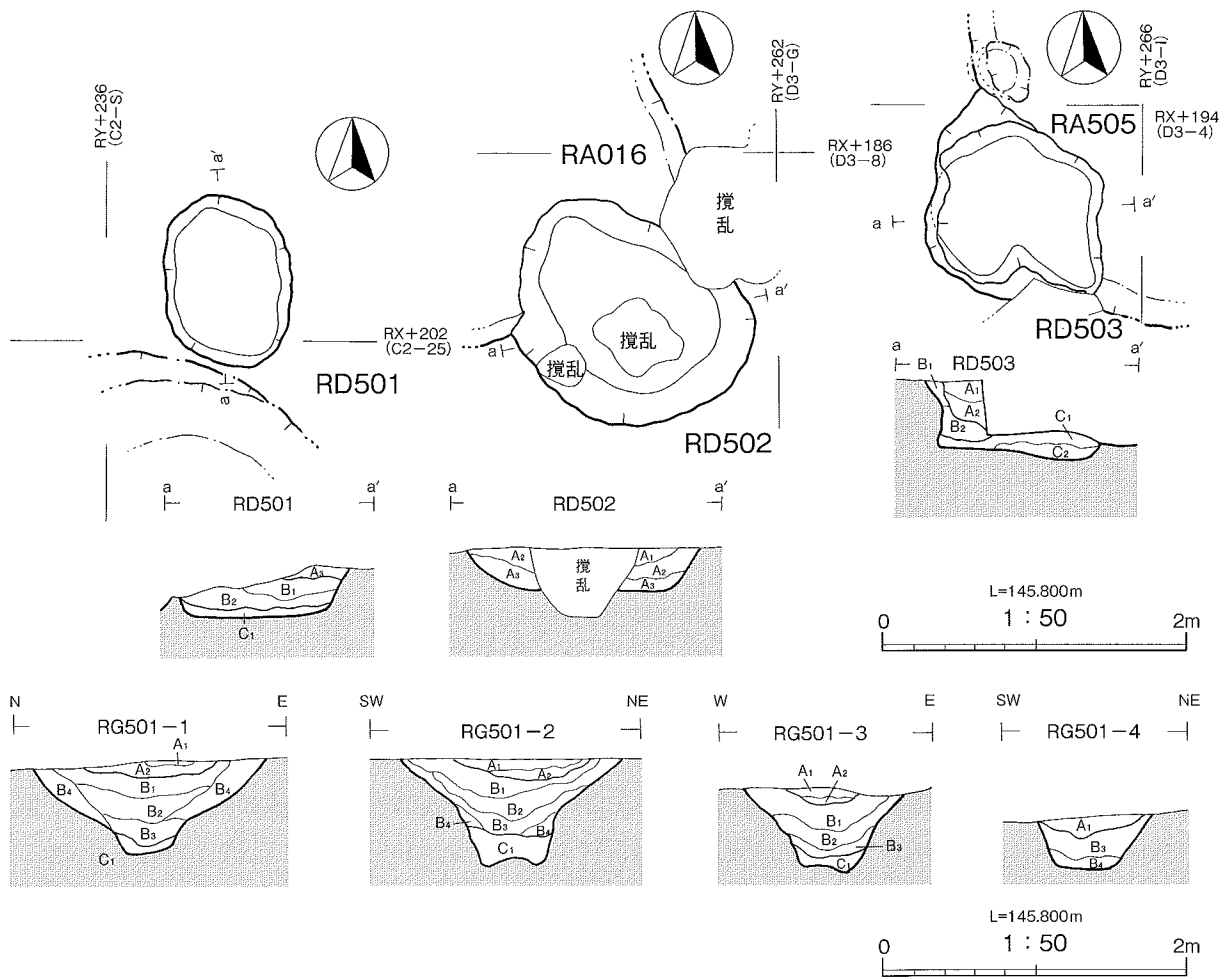 RY+236
(C2-S)
a'
a
RX+202
(C2-25)
RD501
RY+262
(D3-G)
RA016
RX+186
(D3-8)
撹乱
a'
撹乱
a
撹乱
RD502
RY+266
(D3-I)
RA505
RX+194
(D3-4)
a'
a
RD503
a RD501 a'
A3
B1
B2
C1
a RD502 a'
A2
A3
撹乱
A1
A2
A3
a RD503 a'
B1
A1
A2
B2
C1
C2
L=145.800m
1:50
0 2m
N RG501-1 E
A1
A2
B1
B4 B4
B2
B3
C1
SW RG501-2 NE
A1
A2
B1
B2
B4 B3 B4
C1
W RG501-3 E
A1 A2
B1
B2 B3
C1
SW RG501-4 NE
A1
B3
B4
L=145.800m
1:50
0 2m